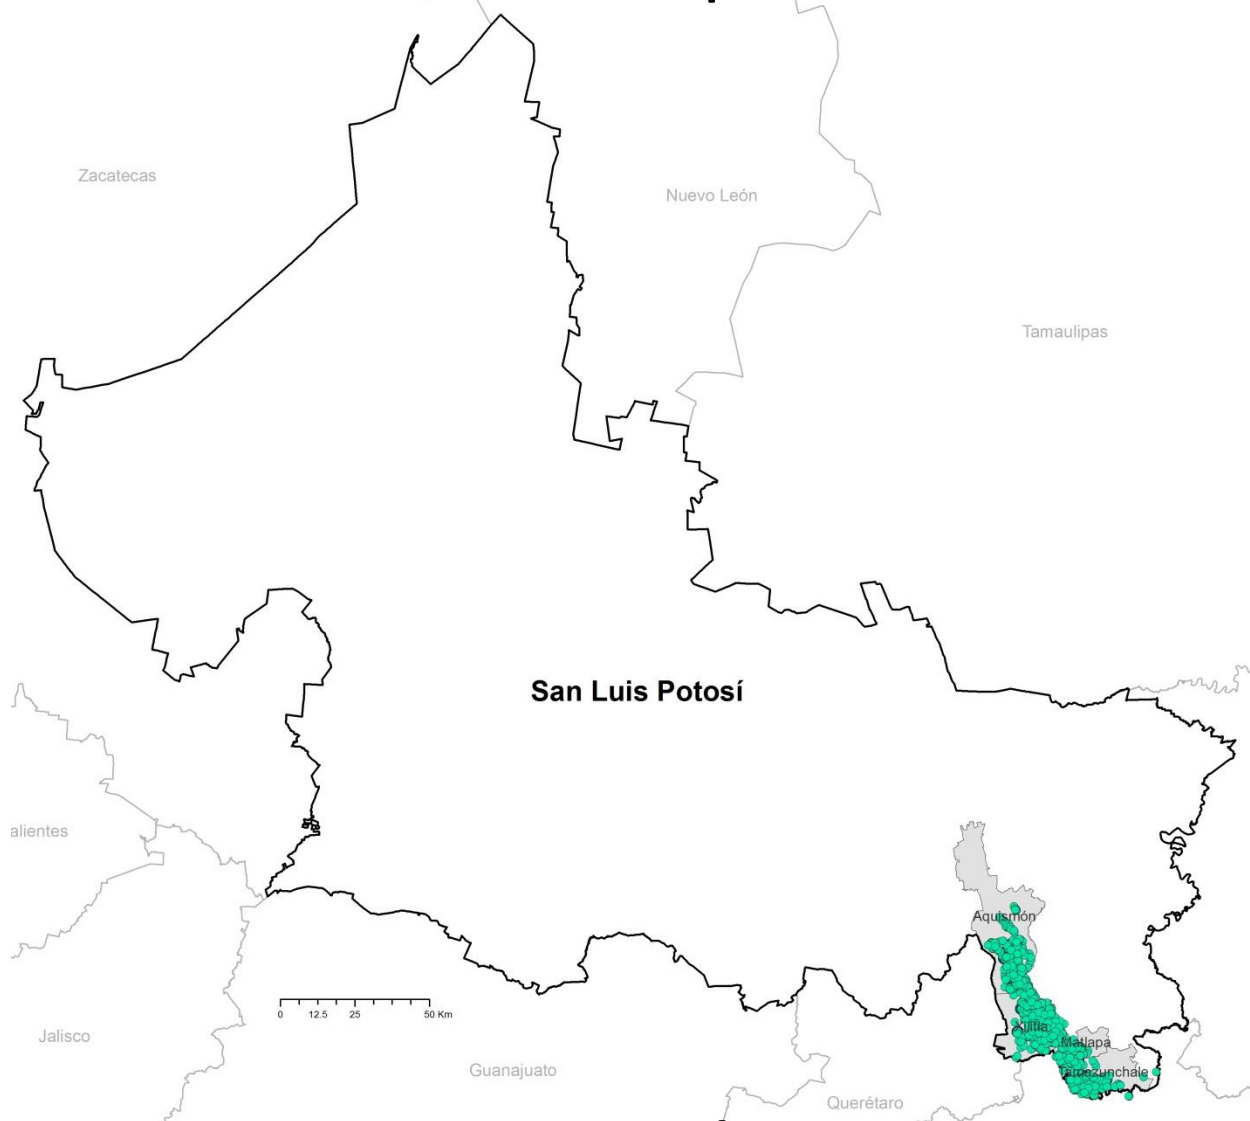 Zacatecas
Nuevo León
Tamaulipas
San Luis Potosí
alientes
Aquismón
0 12.5 25 50 Km
Xilitla
Jalisco
Matlapa
Guanajuato
Tamazunchale
Querétaro